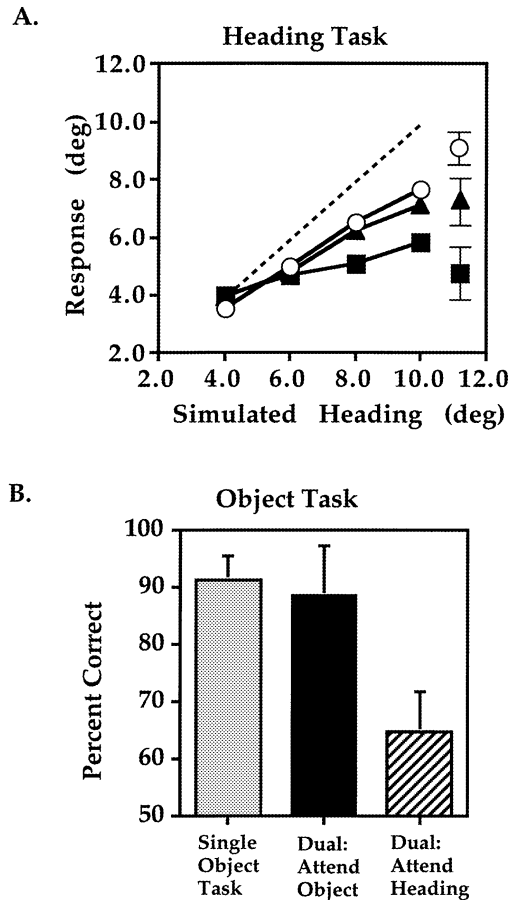 A.
Heading Task
12.0
10.0
8.0
6.0
4.0
2.0
Response (deg)
2.0 4.0 6.0 8.0 10.0 12.0
Simulated Heading (deg)
B.
Object Task
100
90
80
70
60
50
Percent Correct
Single
Object
Task
Dual:
Attend
Object
Dual:
Attend
Heading